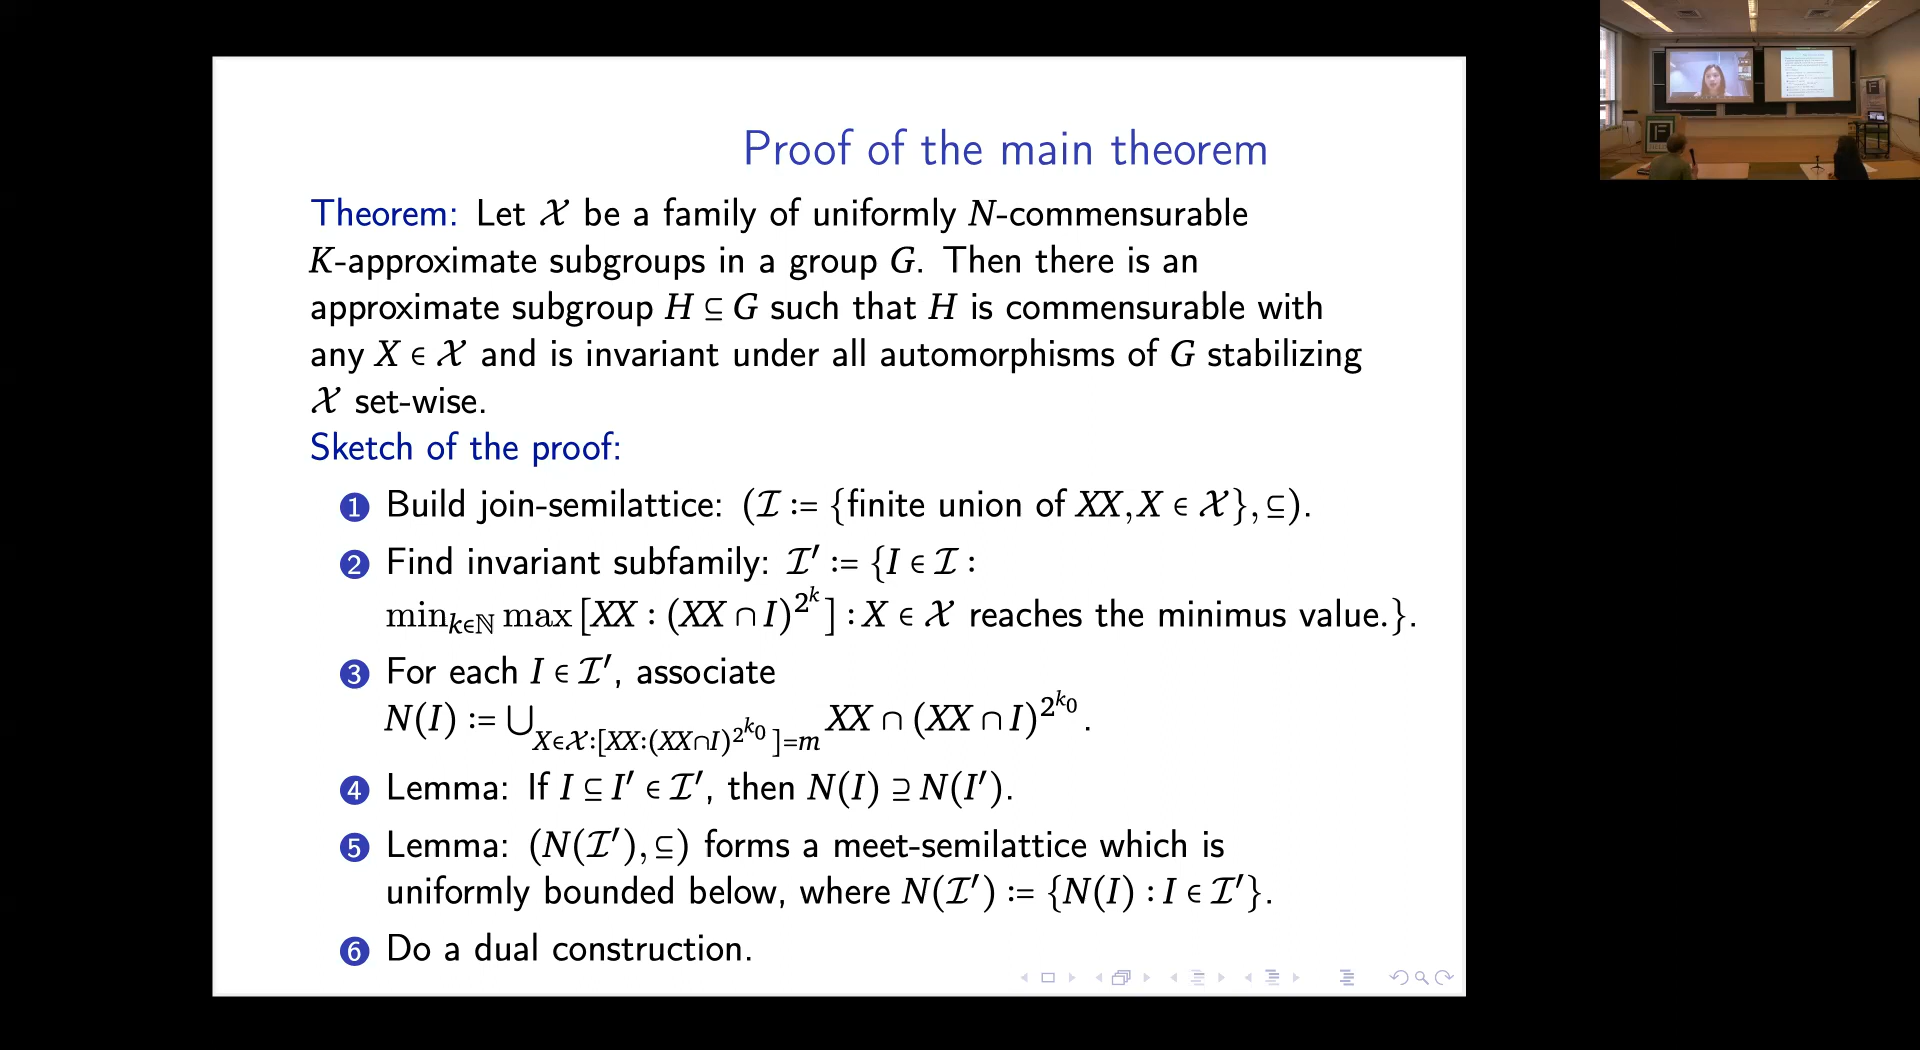 Proof of the main theorem
Theorem: Let 𝒳 be a family of uniformly N-commensurable
K-approximate subgroups in a group G. Then there is an
approximate subgroup H ⊆ G such that H is commensurable with
any X ∈ 𝒳 and is invariant under all automorphisms of G stabilizing
𝒳 set-wise.
Sketch of the proof:
1 Build join-semilattice: (ℐ := {finite union of XX, X ∈ 𝒳}, ⊆).
2 Find invariant subfamily: ℐ′ := {I ∈ ℐ :
min_{k∈ℕ} max [XX : (XX ∩ I)^{2^k}] : X ∈ 𝒳 reaches the minimus value.}.
3 For each I ∈ ℐ′, associate
N(I) := ⋃_{X∈𝒳:[XX:(XX∩I)^{2^{k_0}}]=m} XX ∩ (XX ∩ I)^{2^{k_0}}.
4 Lemma: If I ⊆ I′ ∈ ℐ′, then N(I) ⊇ N(I′).
5 Lemma: (N(ℐ′), ⊆) forms a meet-semilattice which is
uniformly bounded below, where N(ℐ′) := {N(I) : I ∈ ℐ′}.
6 Do a dual construction.